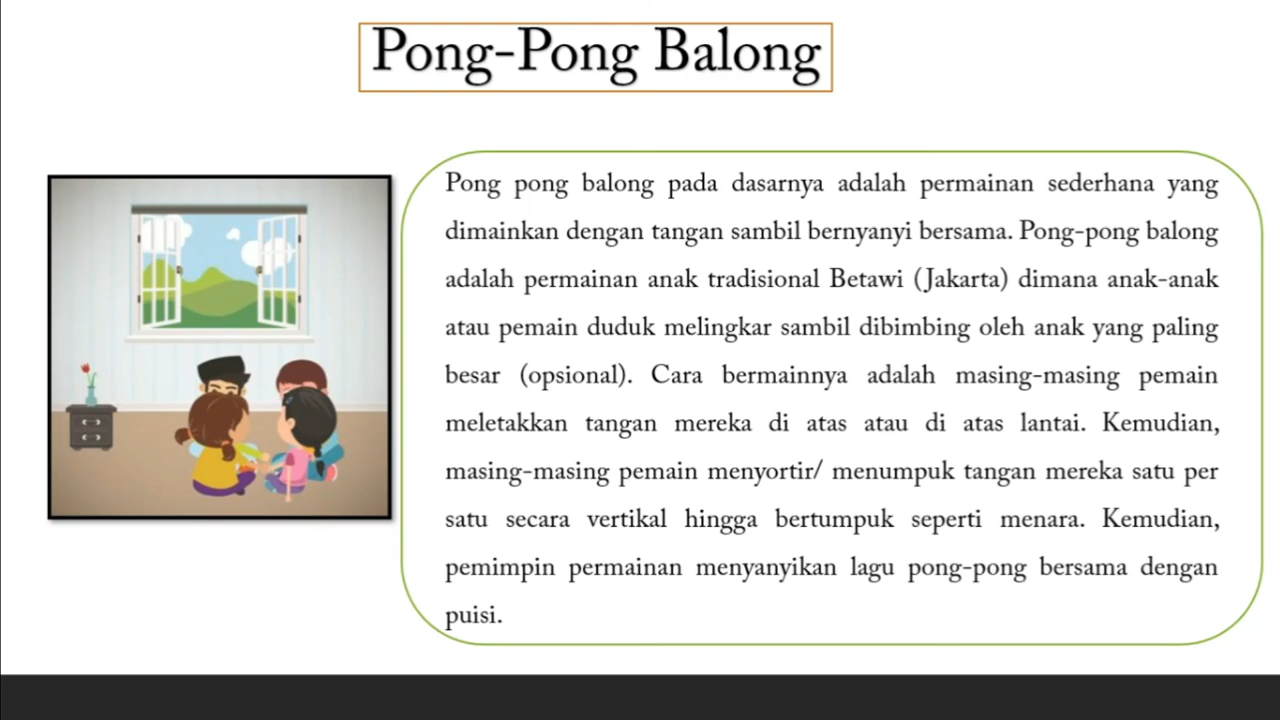 Pong-Pong Balong
Pong pong balong pada dasarnya adalah permainan sederhana yang
dimainkan dengan tangan sambil bernyanyi bersama. Pong-pong balong
adalah permainan anak tradisional Betawi (Jakarta) dimana anak-anak
atau pemain duduk melingkar sambil dibimbing oleh anak yang paling
besar (opsional). Cara bermainnya adalah masing-masing pemain
meletakkan tangan mereka di atas atau di atas lantai. Kemudian,
masing-masing pemain menyortir/ menumpuk tangan mereka satu per
satu secara vertikal hingga bertumpuk seperti menara. Kemudian,
pemimpin permainan menyanyikan lagu pong-pong bersama dengan
puisi.